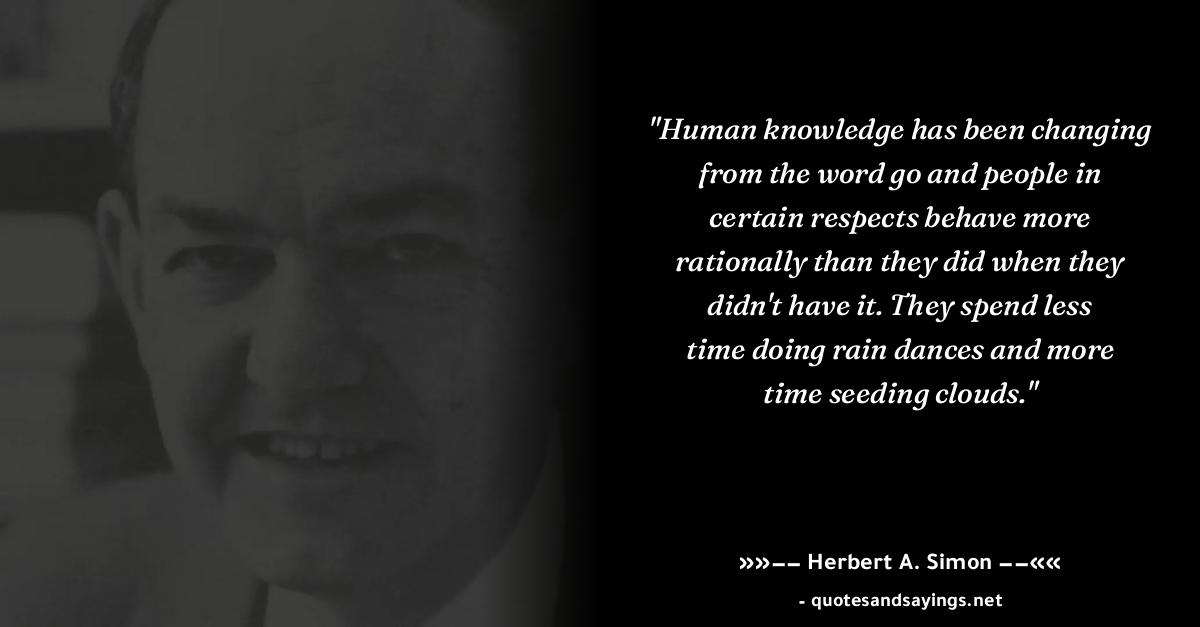 "Human knowledge has been changing
from the word go and people in
certain respects behave more
rationally than they did when they
didn't have it. They spend less
time doing rain dances and more
time seeding clouds."
»»–– Herbert A. Simon ––««
- quotesandsayings.net